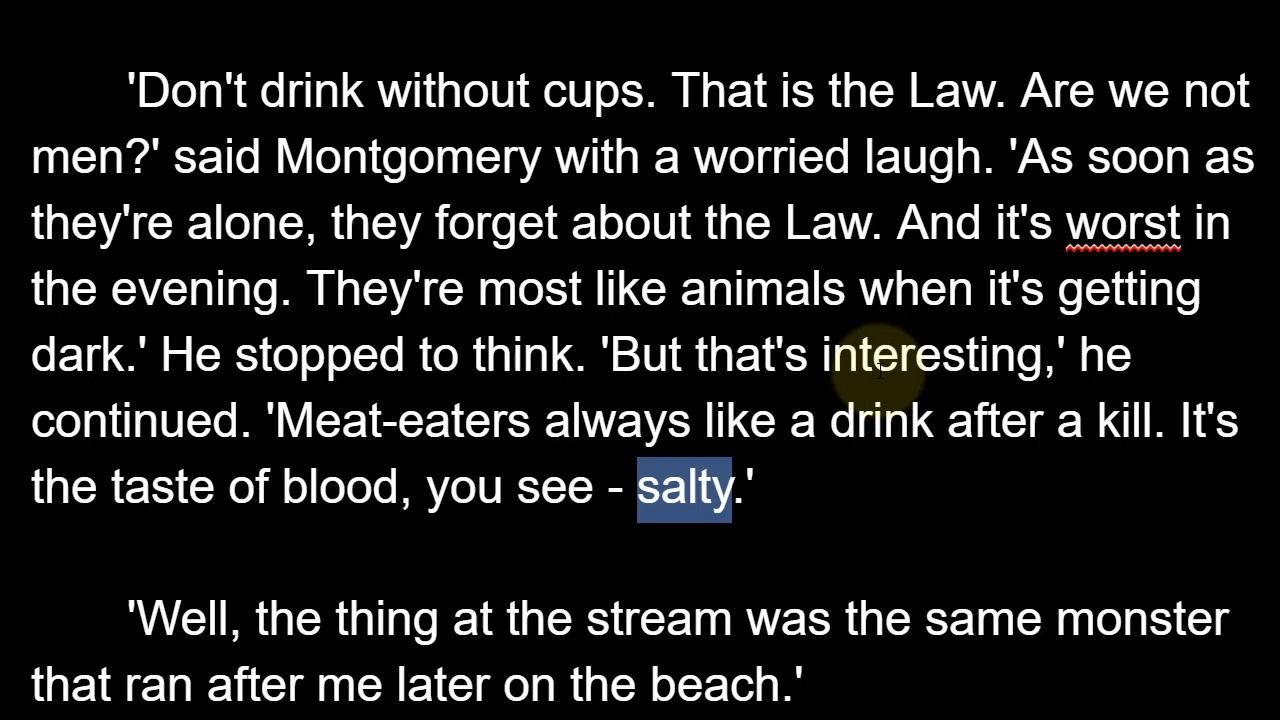 'Don't drink without cups. That is the Law. Are we not
men?' said Montgomery with a worried laugh. 'As soon as
they're alone, they forget about the Law. And it's worst in
the evening. They're most like animals when it's getting
dark.' He stopped to think. 'But that's interesting,' he
continued. 'Meat-eaters always like a drink after a kill. It's
the taste of blood, you see - salty.'
'Well, the thing at the stream was the same monster
that ran after me later on the beach.'